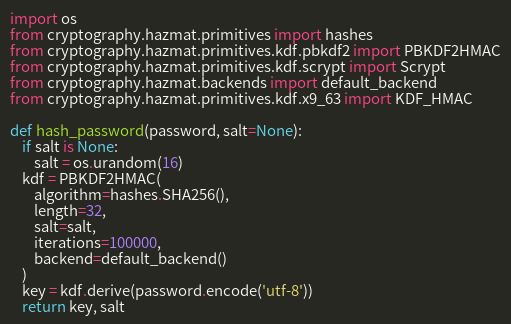 import os
from cryptography.hazmat.primitives import hashes
from cryptography.hazmat.primitives.kdf.pbkdf2 import PBKDF2HMAC
from cryptography.hazmat.primitives.kdf.scrypt import Scrypt
from cryptography.hazmat.backends import default_backend
from cryptography.hazmat.primitives.kdf.x9_63 import KDF_HMAC

def hash_password(password, salt=None):
    if salt is None:
        salt = os.urandom(16)
    kdf = PBKDF2HMAC(
        algorithm=hashes.SHA256(),
        length=32,
        salt=salt,
        iterations=100000,
        backend=default_backend()
    )
    key = kdf.derive(password.encode('utf-8'))
    return key, salt